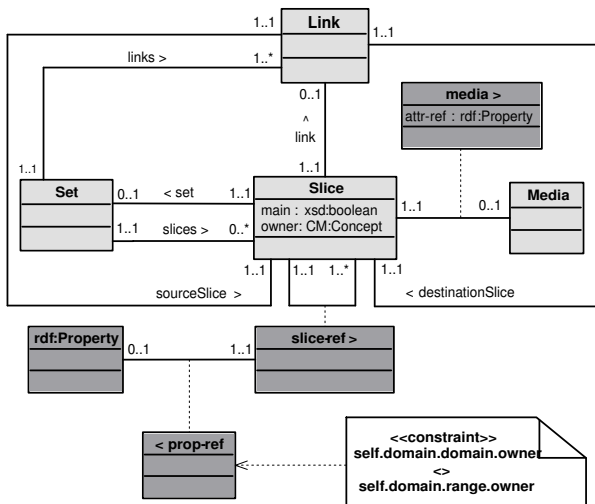 Link
1..1
1..1
links >
1..*
0..1
^
link
1..1
media >
attr-ref : rdf:Property
1..1
Set
0..1
< set
1..1
1..1
slices >
0..*
Slice
main : xsd:boolean
owner: CM:Concept
1..1
0..1
Media
1..1
1..1
1..*
1..1
sourceSlice >
< destinationSlice
rdf:Property
0..1
1..1
slice-ref >
< prop-ref
<<constraint>>
self.domain.domain.owner
<>
self.domain.range.owner